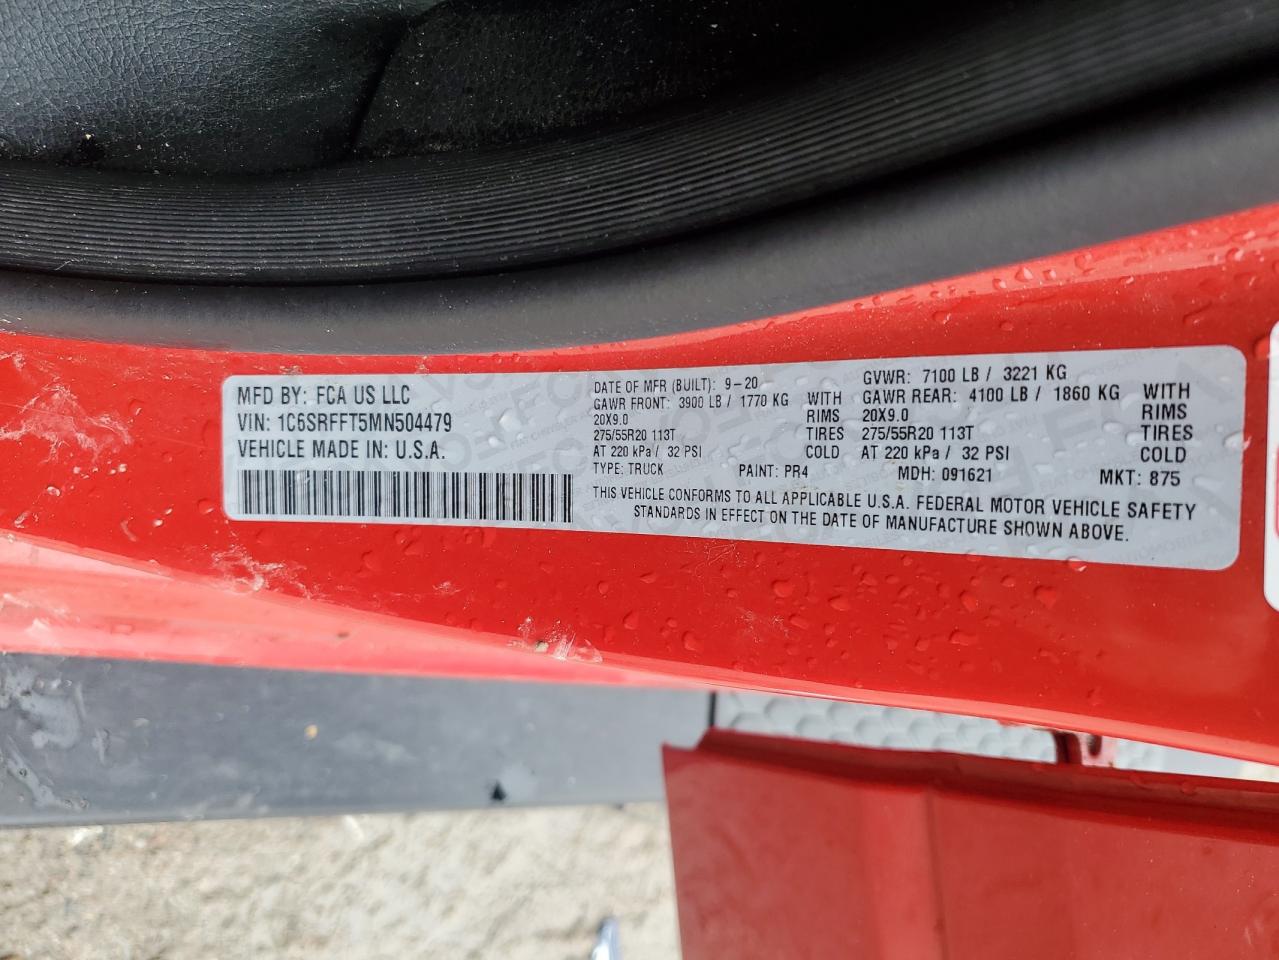 MFD BY: FCA US LLC
VIN: 1C6SRFFT5MN504479
VEHICLE MADE IN: U.S.A.
DATE OF MFR (BUILT): 9-20
GAWR FRONT: 3900 LB / 1770 KG WITH
20X9.0 RIMS
275/55R20 113T TIRES
AT 220 kPa / 32 PSI COLD
GVWR: 7100 LB / 3221 KG
GAWR REAR: 4100 LB / 1860 KG WITH
20X9.0 RIMS
275/55R20 113T TIRES
AT 220 kPa / 32 PSI COLD
TYPE: TRUCK PAINT: PR4 MDH: 091621 MKT: 875
THIS VEHICLE CONFORMS TO ALL APPLICABLE U.S.A. FEDERAL MOTOR VEHICLE SAFETY
STANDARDS IN EFFECT ON THE DATE OF MANUFACTURE SHOWN ABOVE.